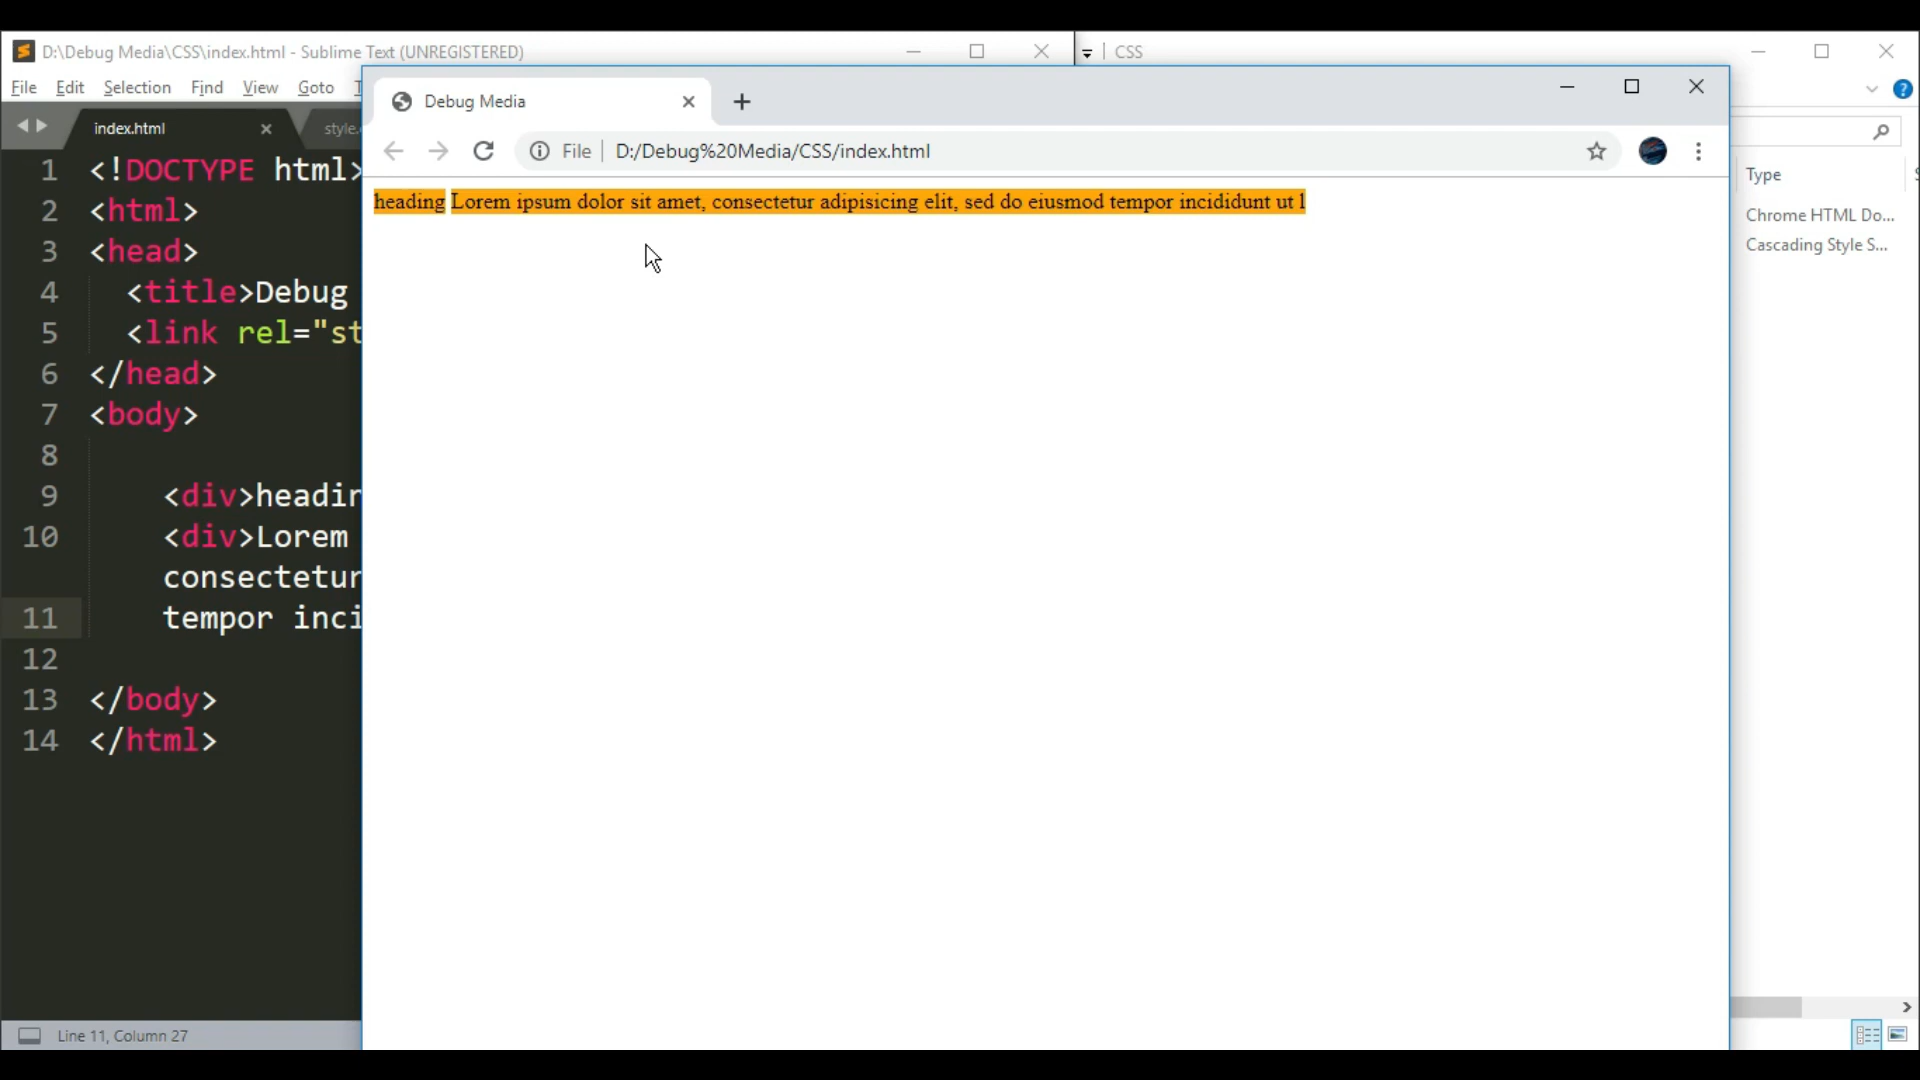 D:\Debug Media\CSS\index.html - Sublime Text (UNREGISTERED)
CSS
File Edit Selection Find View Goto
Debug Media
index.html
style.
File
D:/Debug%20Media/CSS/index.html
Type
Chrome HTML Do...
Cascading Style S...
heading Lorem ipsum dolor sit amet, consectetur adipisicing elit, sed do eiusmod tempor incididunt ut l
1 <!DOCTYPE html>
2 <html>
3 <head>
4 <title>Debug
5 <link rel="st
6 </head>
7 <body>
8
9 <div>headin
10 <div>Lorem
consectetur
11 tempor inci
12
13 </body>
14 </html>
Line 11, Column 27